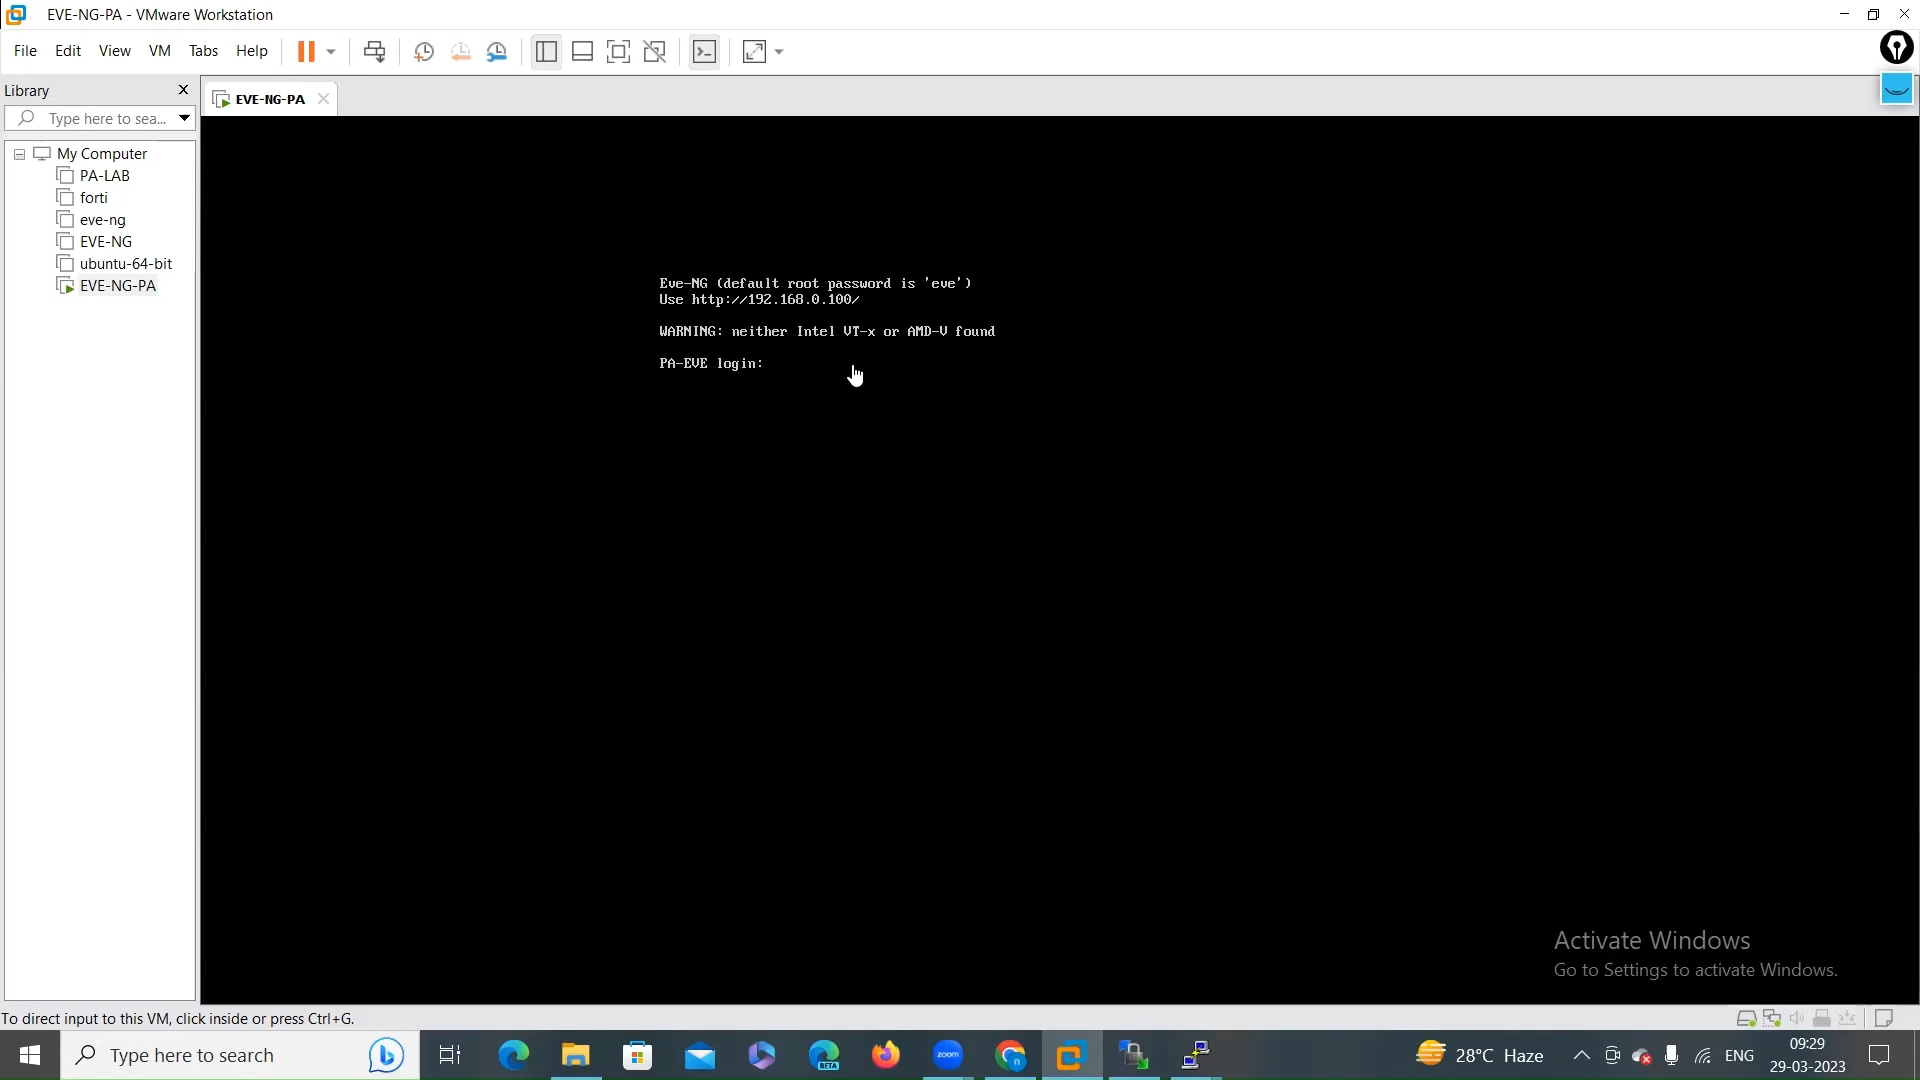 EVE-NG-PA - VMware Workstation
File Edit View VM Tabs Help
Library
EVE-NG-PA
Type here to sea...
My Computer
PA-LAB
forti
eve-ng
EVE-NG
ubuntu-64-bit
EVE-NG-PA
Eve-NG (default root password is 'eve')
Use http://192.168.0.100/
WARNING: neither Intel VT-x or AMD-V found
PA-EVE login:
Activate Windows
Go to Settings to activate Windows.
To direct input to this VM, click inside or press Ctrl+G.
Type here to search
BETA
zoom
n
28°C Haze
ENG
09:29
29-03-2023